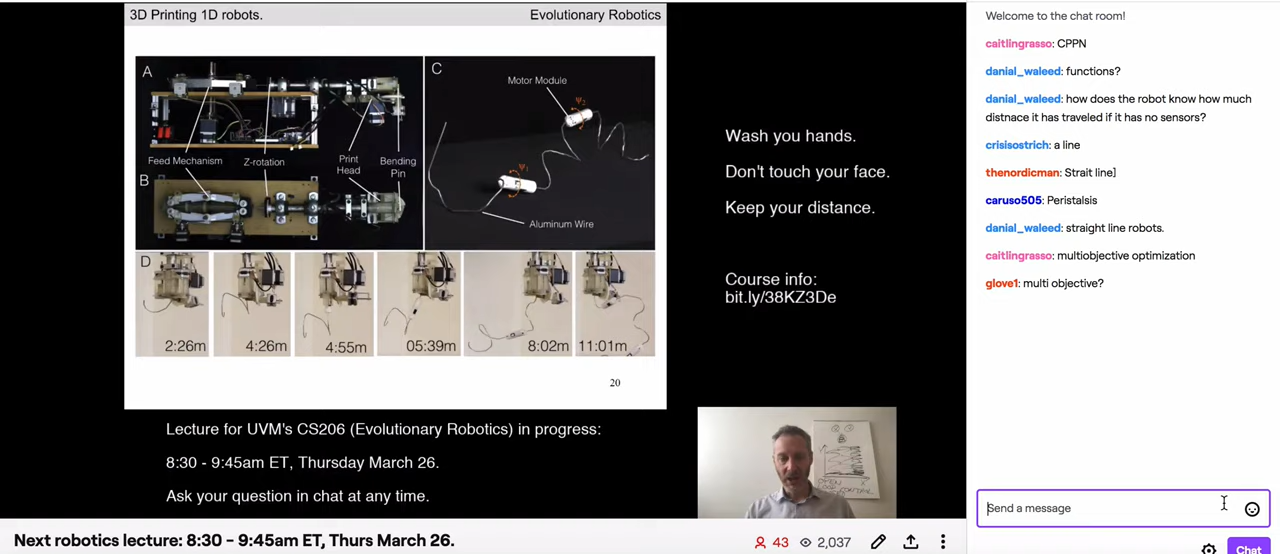 3D Printing 1D robots.
Evolutionary Robotics
A
C
Motor Module
Ψ2
Feed Mechanism
Z-rotation
Print
Head
Bending
Pin
B
Ψ1
Aluminum Wire
D
2:26m
4:26m
4:55m
05:39m
8:02m
11:01m
20
Wash you hands.
Don't touch your face.
Keep your distance.
Course info:
bit.ly/38KZ3De
Lecture for UVM's CS206 (Evolutionary Robotics) in progress:
8:30 - 9:45am ET, Thursday March 26.
Ask your question in chat at any time.
Next robotics lecture: 8:30 - 9:45am ET, Thurs March 26.
43
2,037
Welcome to the chat room!
caitlingrasso: CPPN
danial_waleed: functions?
danial_waleed: how does the robot know how much
distnace it has traveled if it has no sensors?
crisisostrich: a line
thenordicman: Strait line]
caruso505: Peristalsis
danial_waleed: straight line robots.
caitlingrasso: multiobjective optimization
glove1: multi objective?
Send a message
Chat